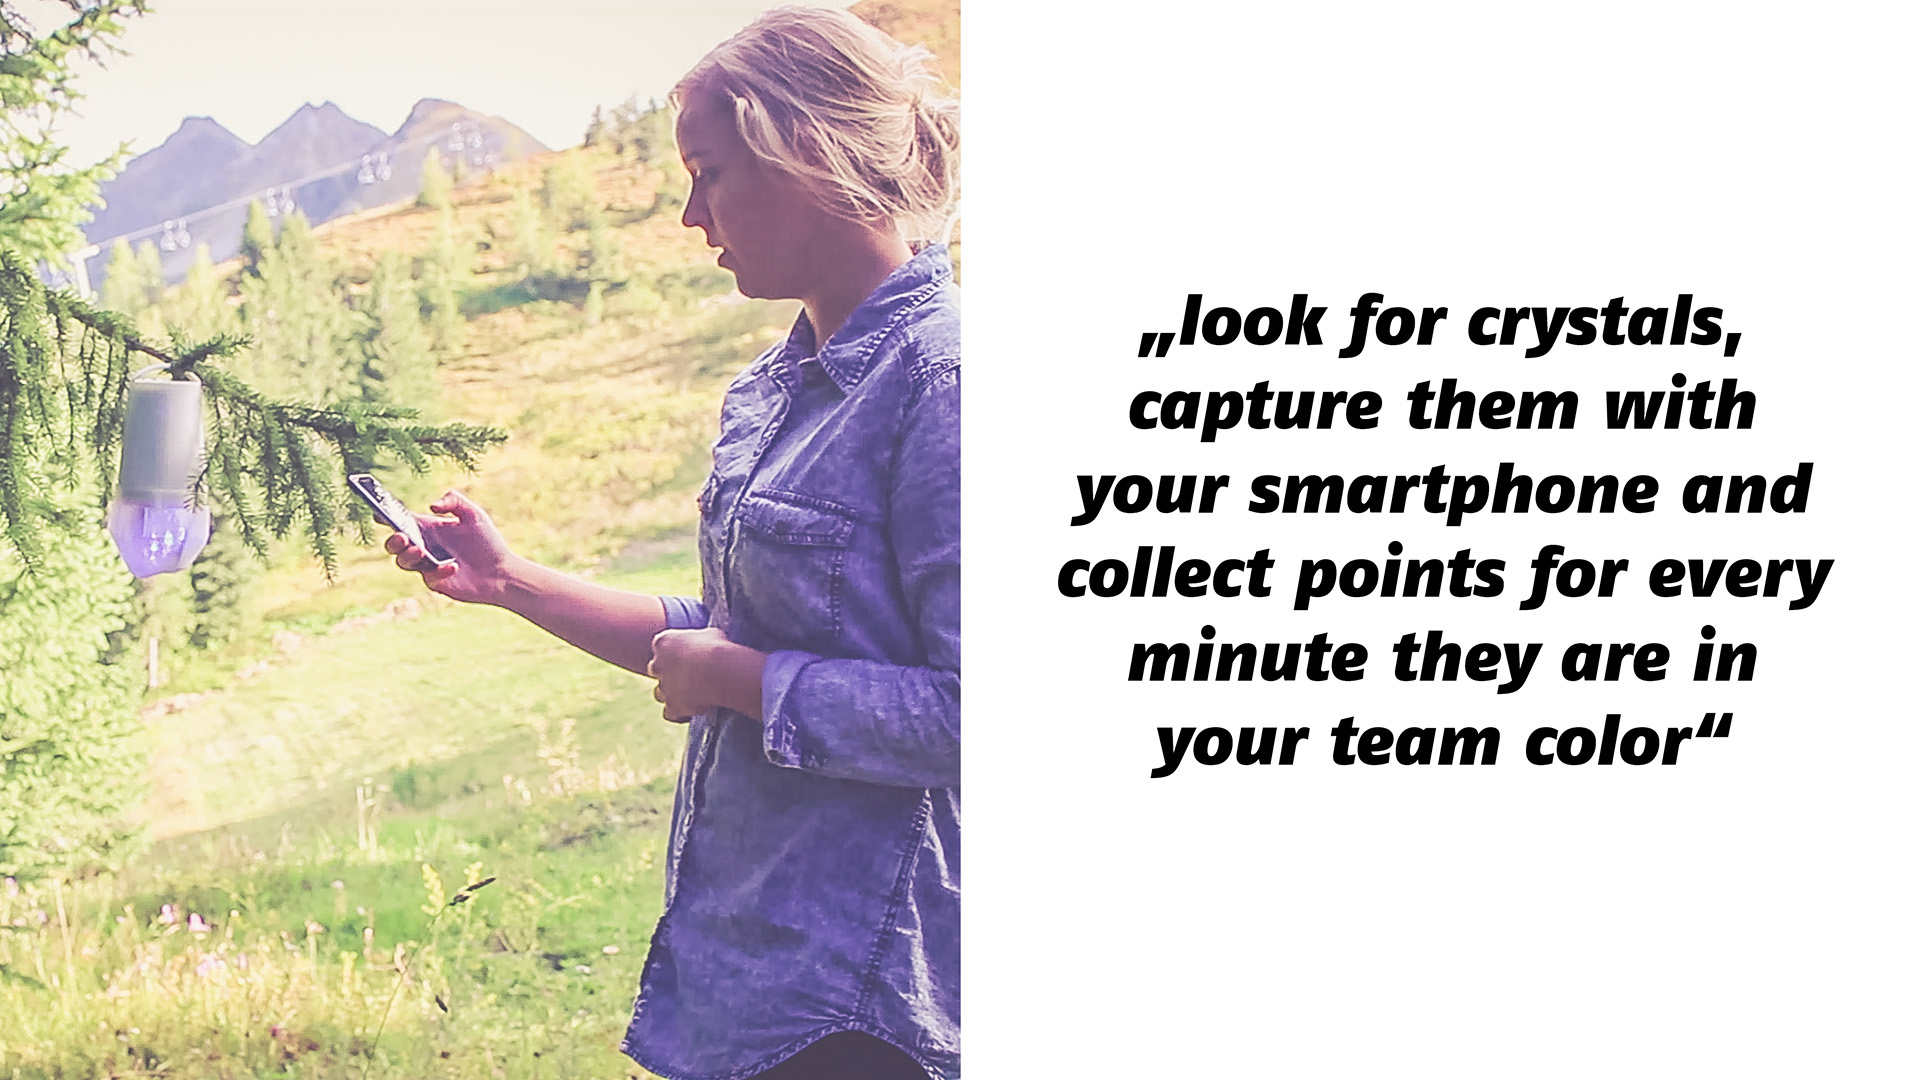 „look for crystals,
capture them with
your smartphone and
collect points for every
minute they are in
your team color“